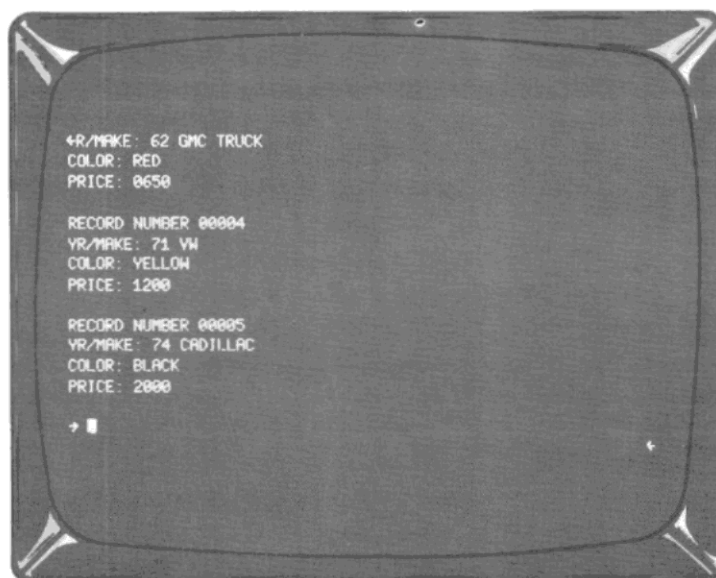 ←R/MAKE: 62 GMC TRUCK
COLOR: RED
PRICE: 0650
RECORD NUMBER 00004
YR/MAKE: 71 VW
COLOR: YELLOW
PRICE: 1200
RECORD NUMBER 00005
YR/MAKE: 74 CADILLAC
COLOR: BLACK
PRICE: 2000
→
←